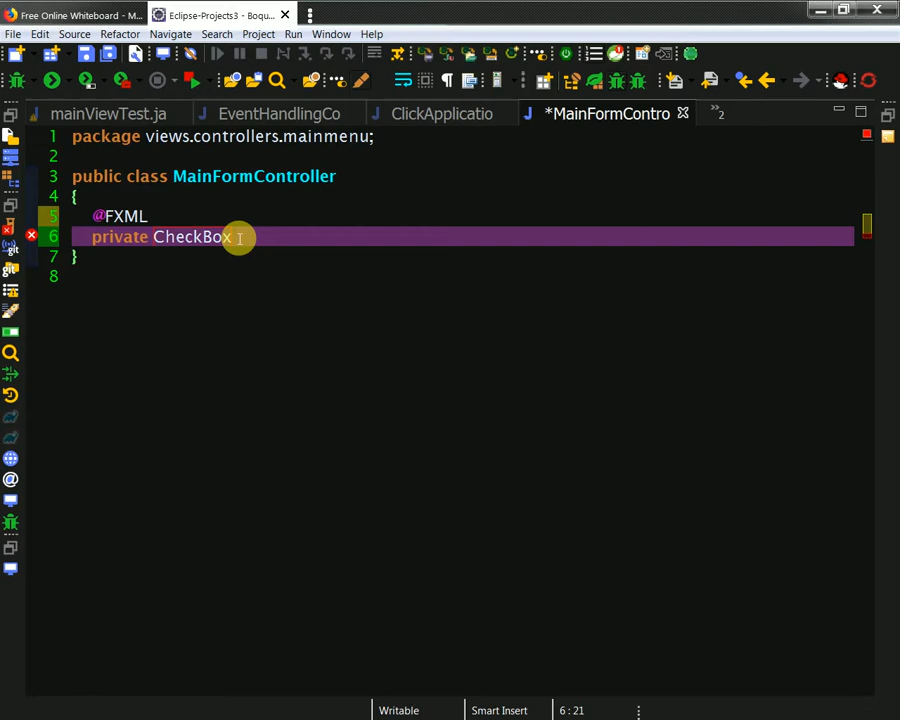 Free Online Whiteboard - M...
Eclipse-Projects3 - Boqu...
File Edit Source Refactor Navigate Search Project Run Window Help
mainViewTest.ja EventHandlingCo ClickApplicatio *MainFormContro 2
1 package views.controllers.mainmenu;
2
3 public class MainFormController
4 {
5 @FXML
6 private CheckBox
7 }
8
Writable Smart Insert 6 : 21